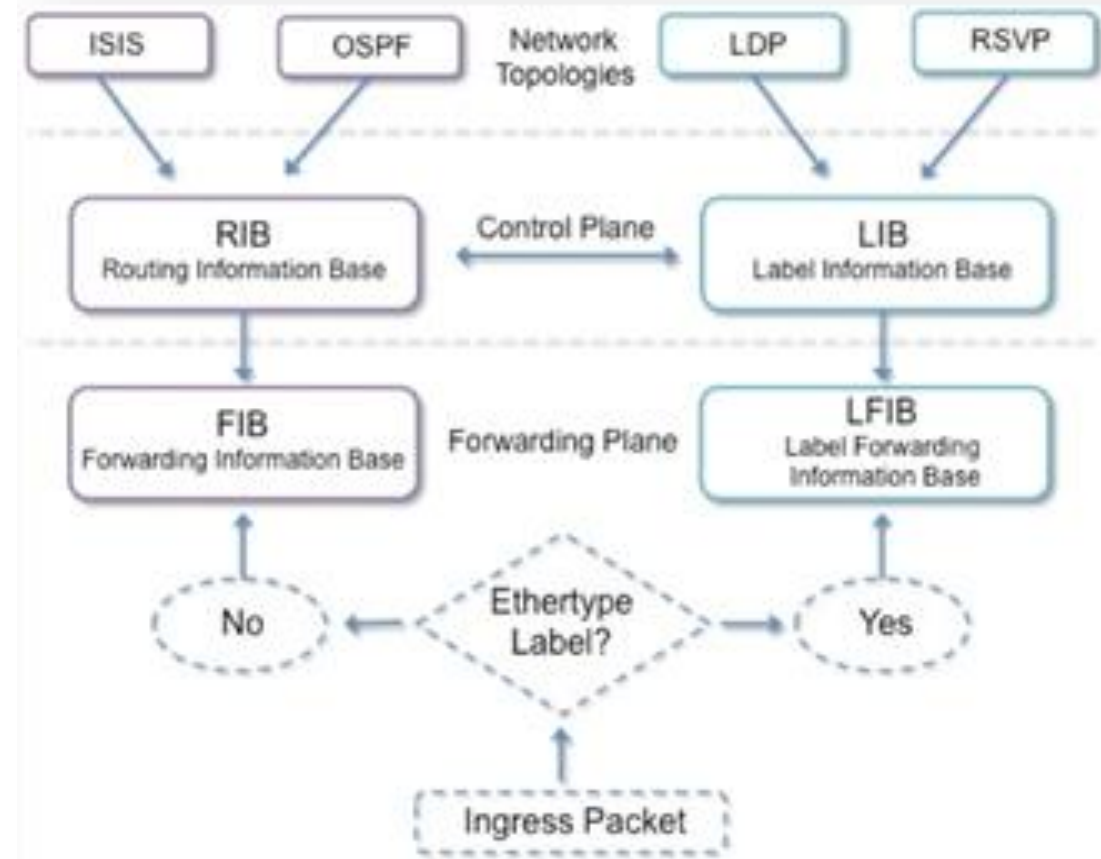 ISIS
OSPF
Network
Topologies
LDP
RSVP
RIB
Routing Information Base
Control Plane
LIB
Label Information Base
FIB
Forwarding Information Base
Forwarding Plane
LFIB
Label Forwarding
Information Base
No
Ethertype
Label?
Yes
Ingress Packet